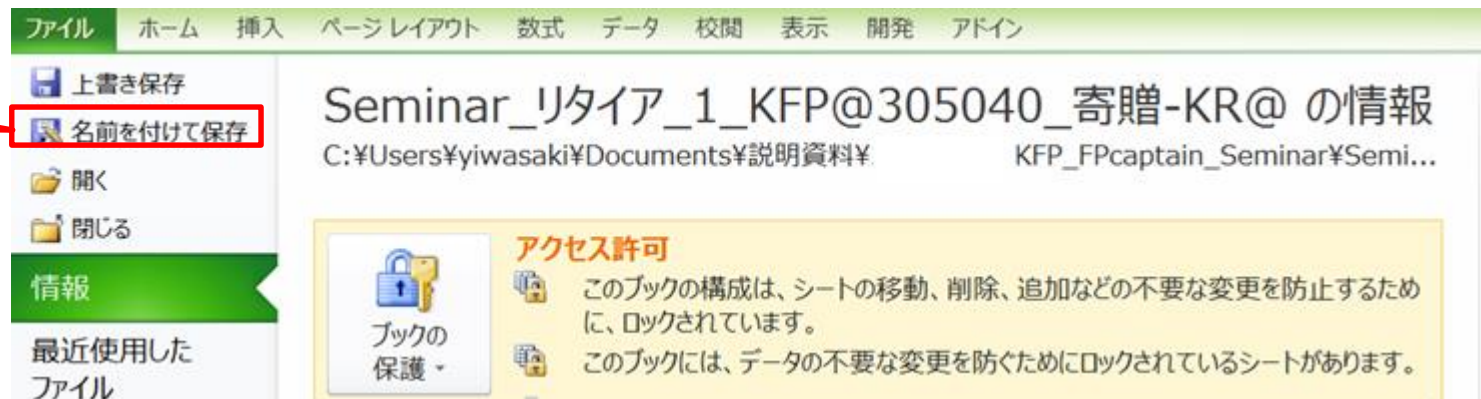 ファイル ホーム 挿入 ページ レイアウト 数式 データ 校閲 表示 開発 アドイン
上書き保存
名前を付けて保存
開く
閉じる
情報
最近使用した
ファイル
Seminar_リタイア_1_KFP@305040_寄贈-KR@ の情報
C:¥Users¥yiwasaki¥Documents¥説明資料¥. KFP_FPcaptain_Seminar¥Semi...
ブックの
保護
アクセス許可
このブックの構成は、シートの移動、削除、追加などの不要な変更を防止するため
に、ロックされています。
このブックには、データの不要な変更を防ぐためにロックされているシートがあります。